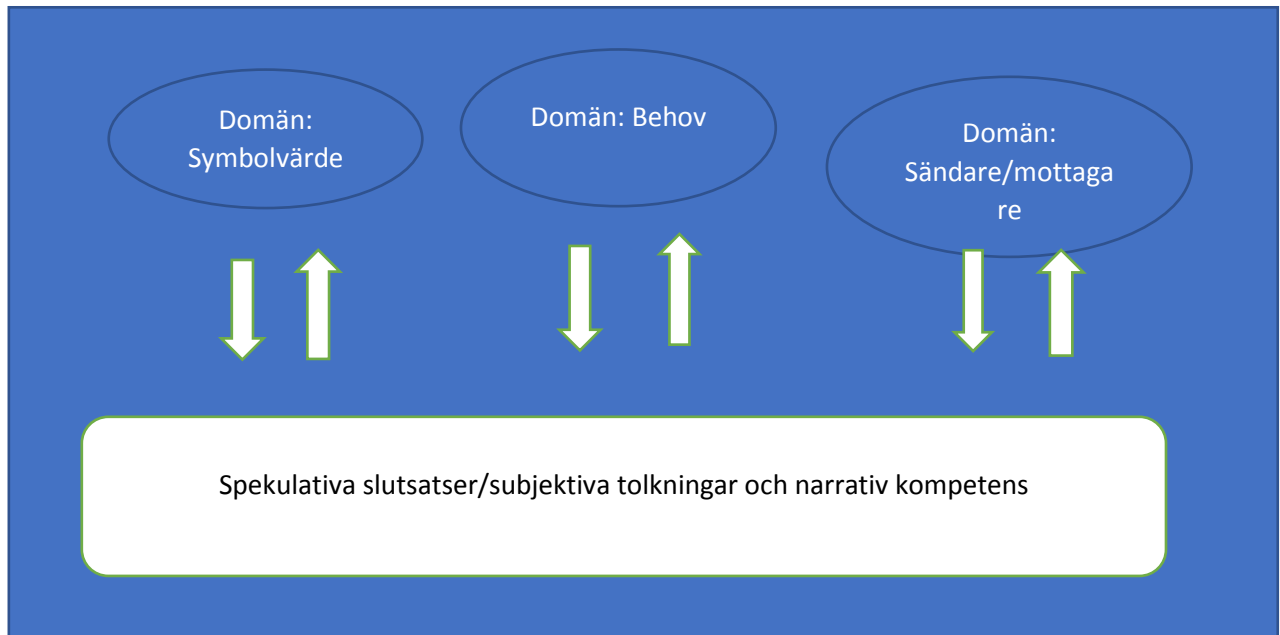 Domän:
Symbolvärde
Domän: Behov
Domän:
Sändare/mottaga
re
Spekulativa slutsatser/subjektiva tolkningar och narrativ kompetens